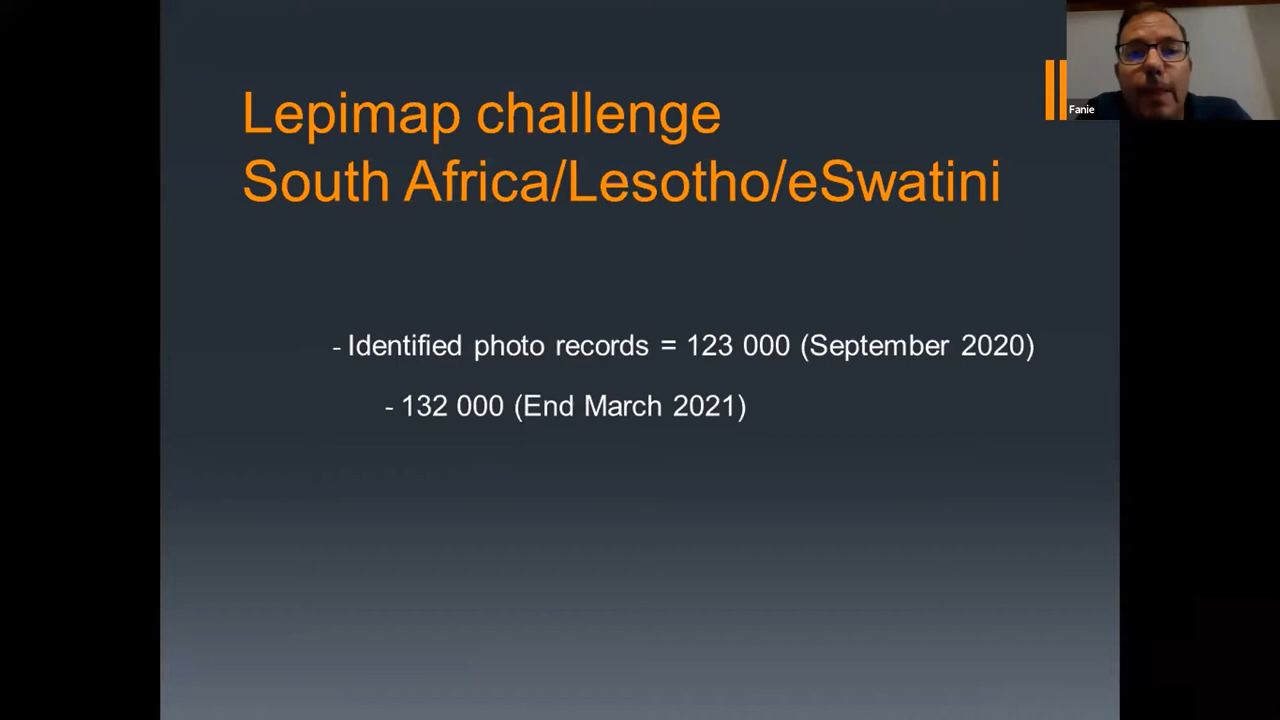 Lepimap challenge
South Africa/Lesotho/eSwatini
- Identified photo records = 123 000 (September 2020)
- 132 000 (End March 2021)
Fanie